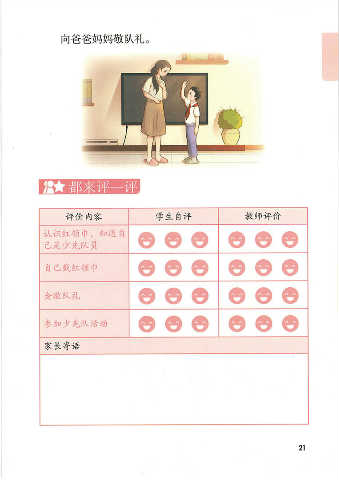 向爸爸妈妈敬队礼。
都来评一评
评价内容 学生自评 教师评价
认识红领巾，知道自
己是少先队员
自己戴红领巾
会敬队礼
参加少先队活动
家长寄语
21